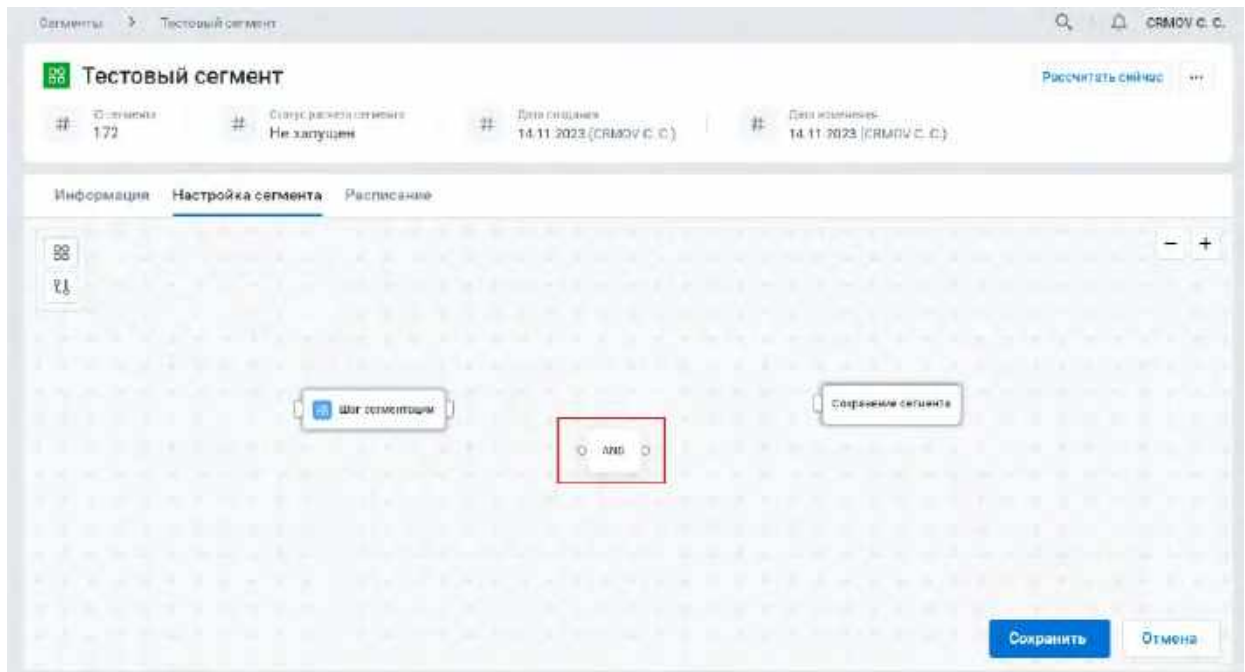 Сегменты > Тестовый сегмент
CRMOV C. C.
Тестовый сегмент
Рассчитать сейчас ...
# ID сегмента
172
# Статус расчета сегмента
Не запущен
# Дата создания
14.11.2023 (CRMOV C. C.)
# Дата изменения
14.11.2023 (CRMOV C. C.)
Информация Настройка сегмента Расписание
- +
Шаг сегментации
Сохранение сегмента
AND
Сохранить Отмена